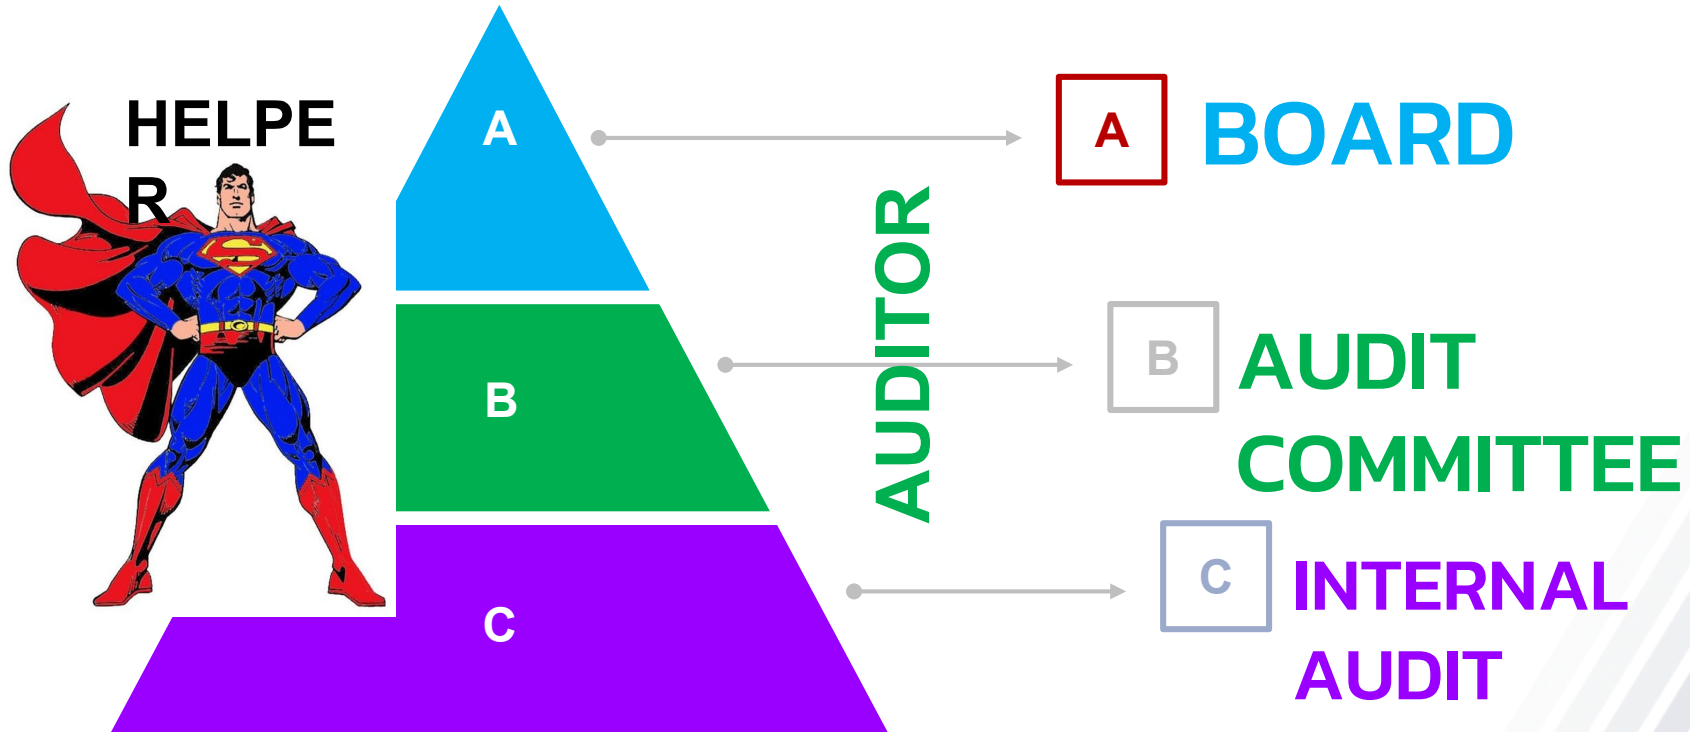 HELPE
R
A
B
C
AUDITOR
A
BOARD
B
AUDIT
COMMITTEE
C
INTERNAL
AUDIT